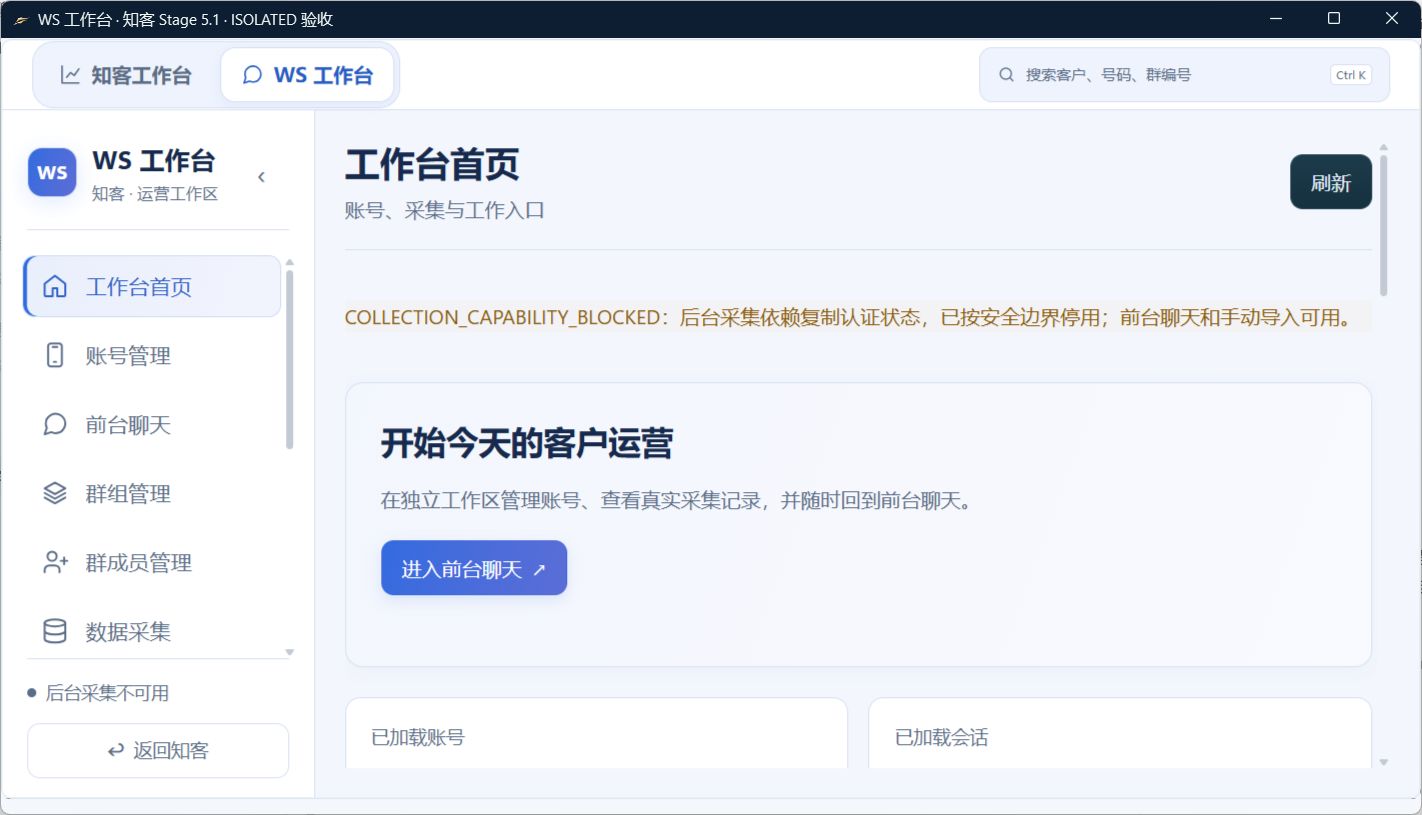 WS 工作台 · 知客 Stage 5.1 · ISOLATED 验收
知客工作台
WS 工作台
搜索客户、号码、群编号
Ctrl K
WS
WS 工作台
知客 · 运营工作区
工作台首页
账号管理
前台聊天
群组管理
群成员管理
数据采集
后台采集不可用
返回知客
工作台首页
账号、采集与工作入口
刷新
COLLECTION_CAPABILITY_BLOCKED：后台采集依赖复制认证状态，已按安全边界停用；前台聊天和手动导入可用。
开始今天的客户运营
在独立工作区管理账号、查看真实采集记录，并随时回到前台聊天。
进入前台聊天 ↗
已加载账号
已加载会话